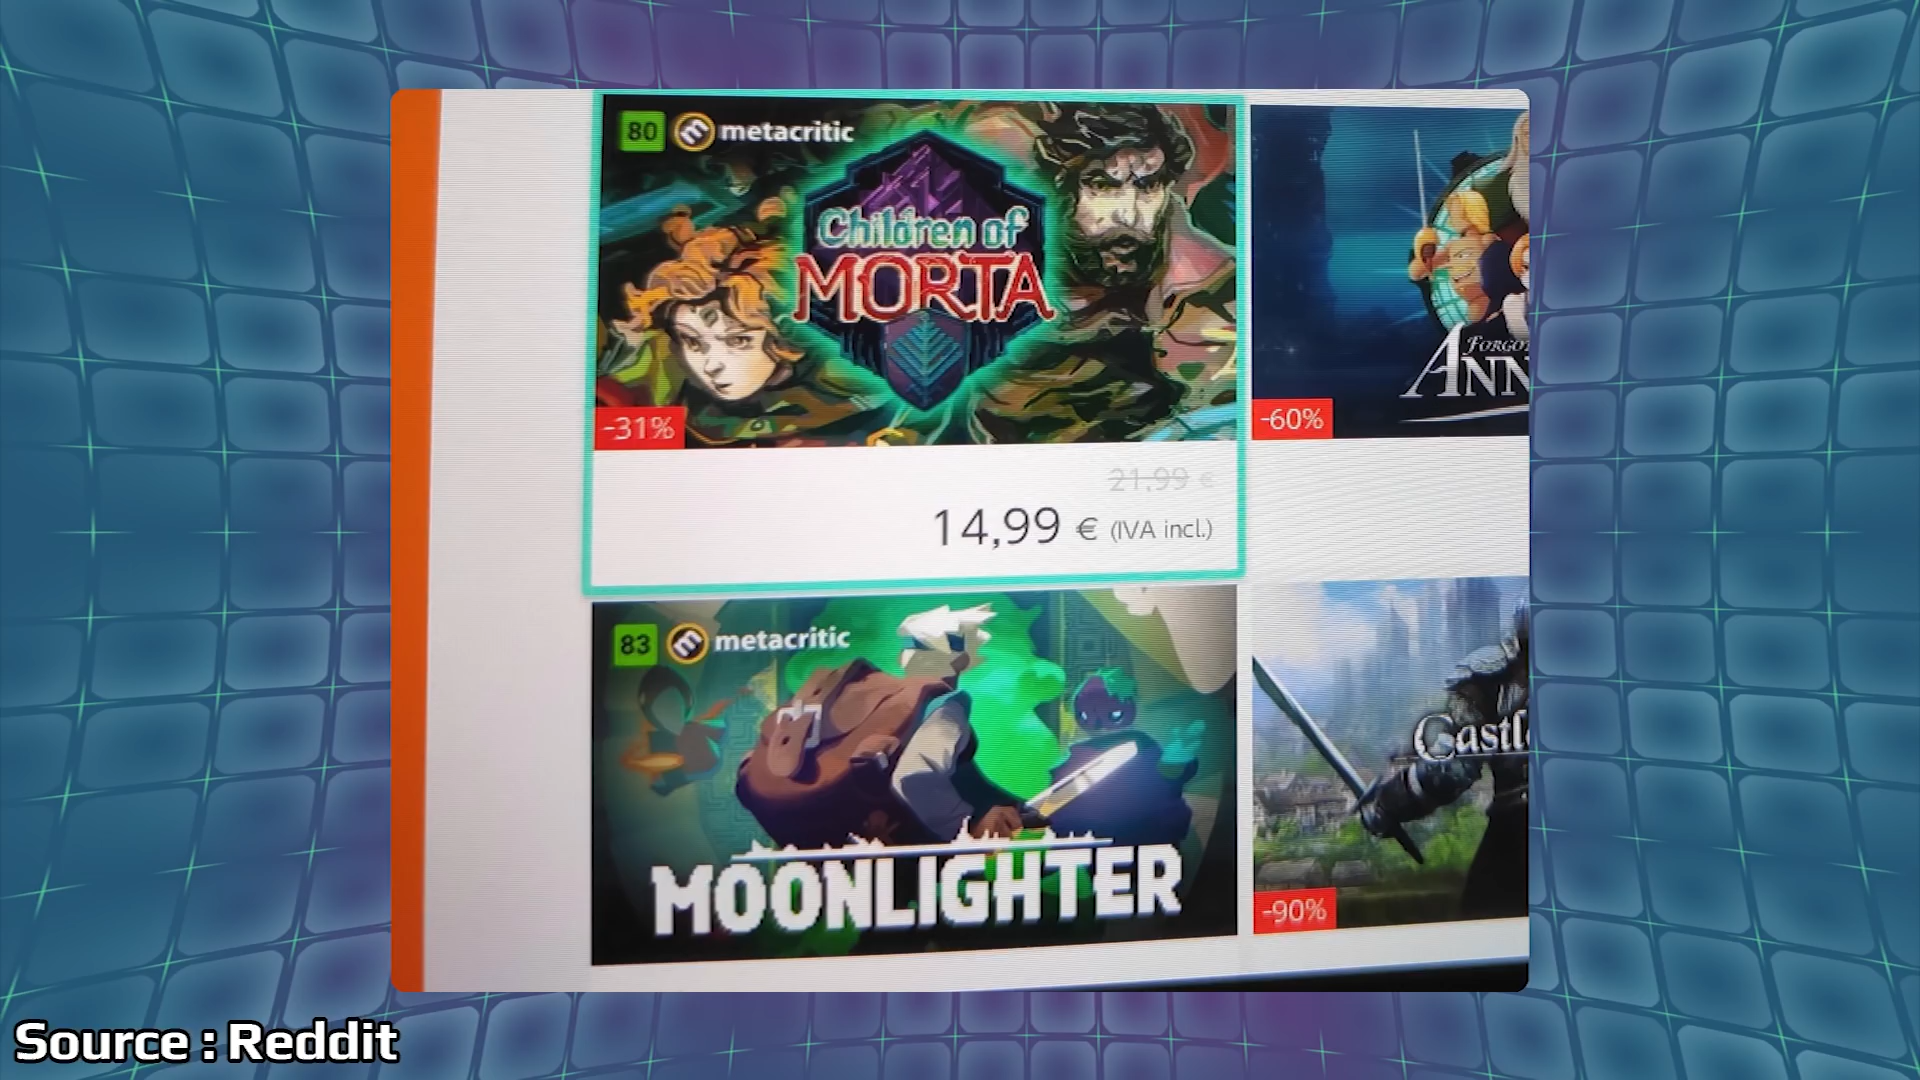 80 metacritic
Children of
MORTA
-31%
-60%
21,99 €
14,99 € (IVA incl.)
83 metacritic
MOONLIGHTER
-90%
Source : Reddit